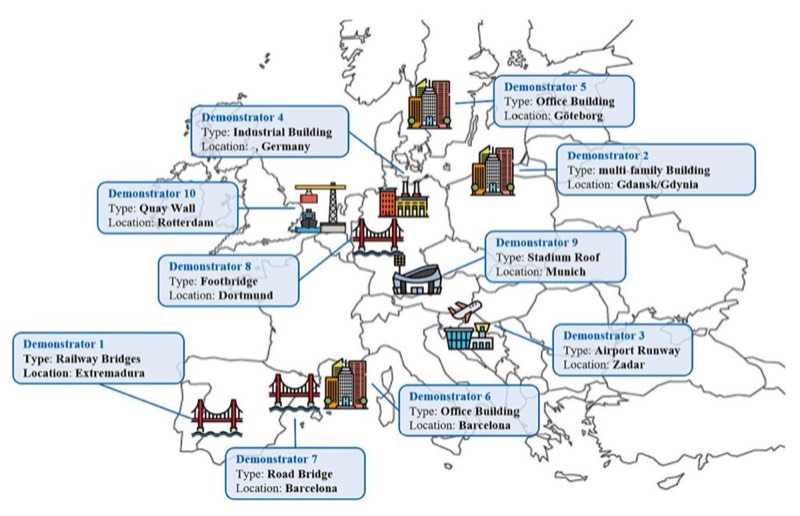 Demonstrator 5
Type: Office Building
Location: Göteborg
Demonstrator 4
Type: Industrial Building
Location: -, Germany
Demonstrator 2
Type: multi-family Building
Location: Gdansk/Gdynia
Demonstrator 10
Type: Quay Wall
Location: Rotterdam
Demonstrator 9
Type: Stadium Roof
Location: Munich
Demonstrator 8
Type: Footbridge
Location: Dortmund
Demonstrator 1
Type: Railway Bridges
Location: Extremadura
Demonstrator 3
Type: Airport Runway
Location: Zadar
Demonstrator 6
Type: Office Building
Location: Barcelona
Demonstrator 7
Type: Road Bridge
Location: Barcelona